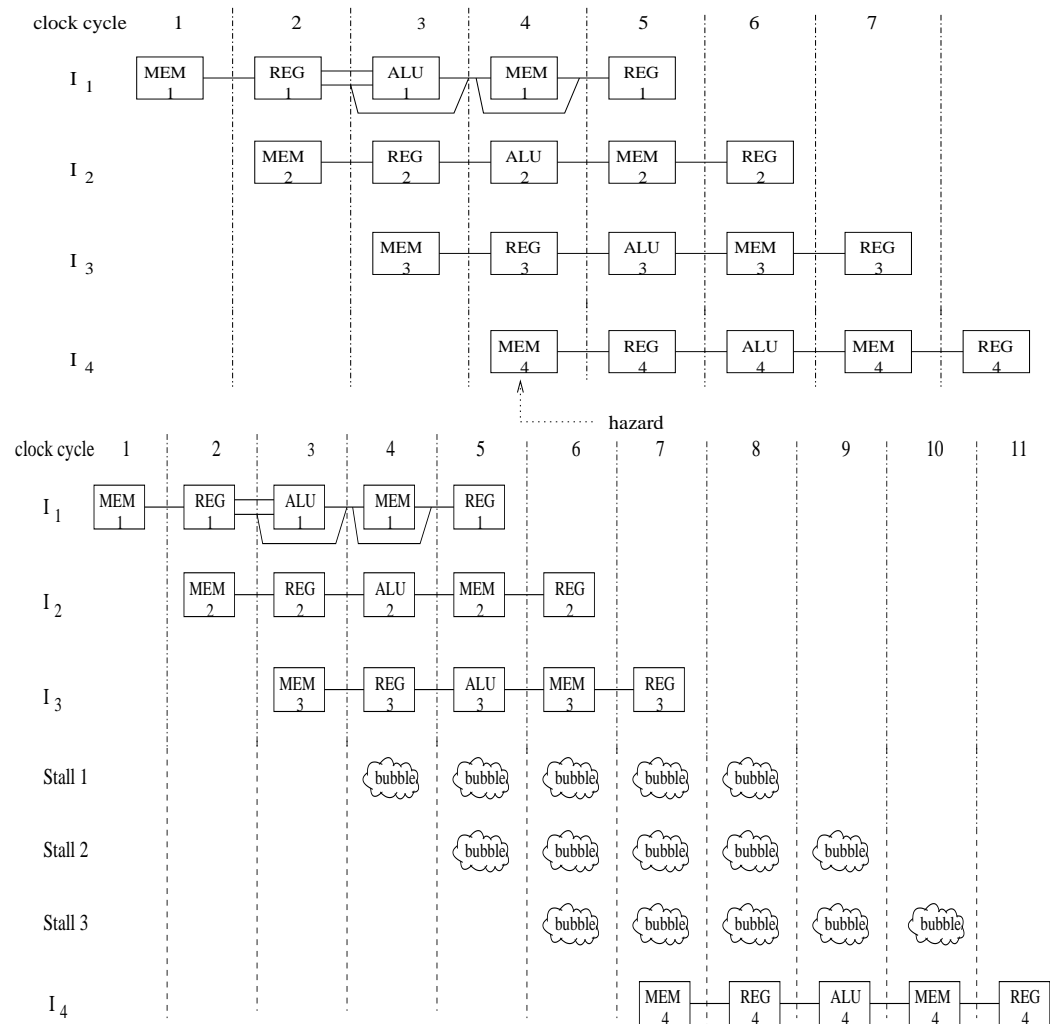 clock cycle 1 2 3 4 5 6 7
I 1 MEM 1 REG 1 ALU 1 MEM 1 REG 1
I 2 MEM 2 REG 2 ALU 2 MEM 2 REG 2
I 3 MEM 3 REG 3 ALU 3 MEM 3 REG 3
I 4 MEM 4 REG 4 ALU 4 MEM 4 REG 4
hazard
clock cycle 1 2 3 4 5 6 7 8 9 10 11
I 1 MEM 1 REG 1 ALU 1 MEM 1 REG 1
I 2 MEM 2 REG 2 ALU 2 MEM 2 REG 2
I 3 MEM 3 REG 3 ALU 3 MEM 3 REG 3
Stall 1 bubble bubble bubble bubble bubble
Stall 2 bubble bubble bubble bubble bubble
Stall 3 bubble bubble bubble bubble bubble
I 4 MEM 4 REG 4 ALU 4 MEM 4 REG 4